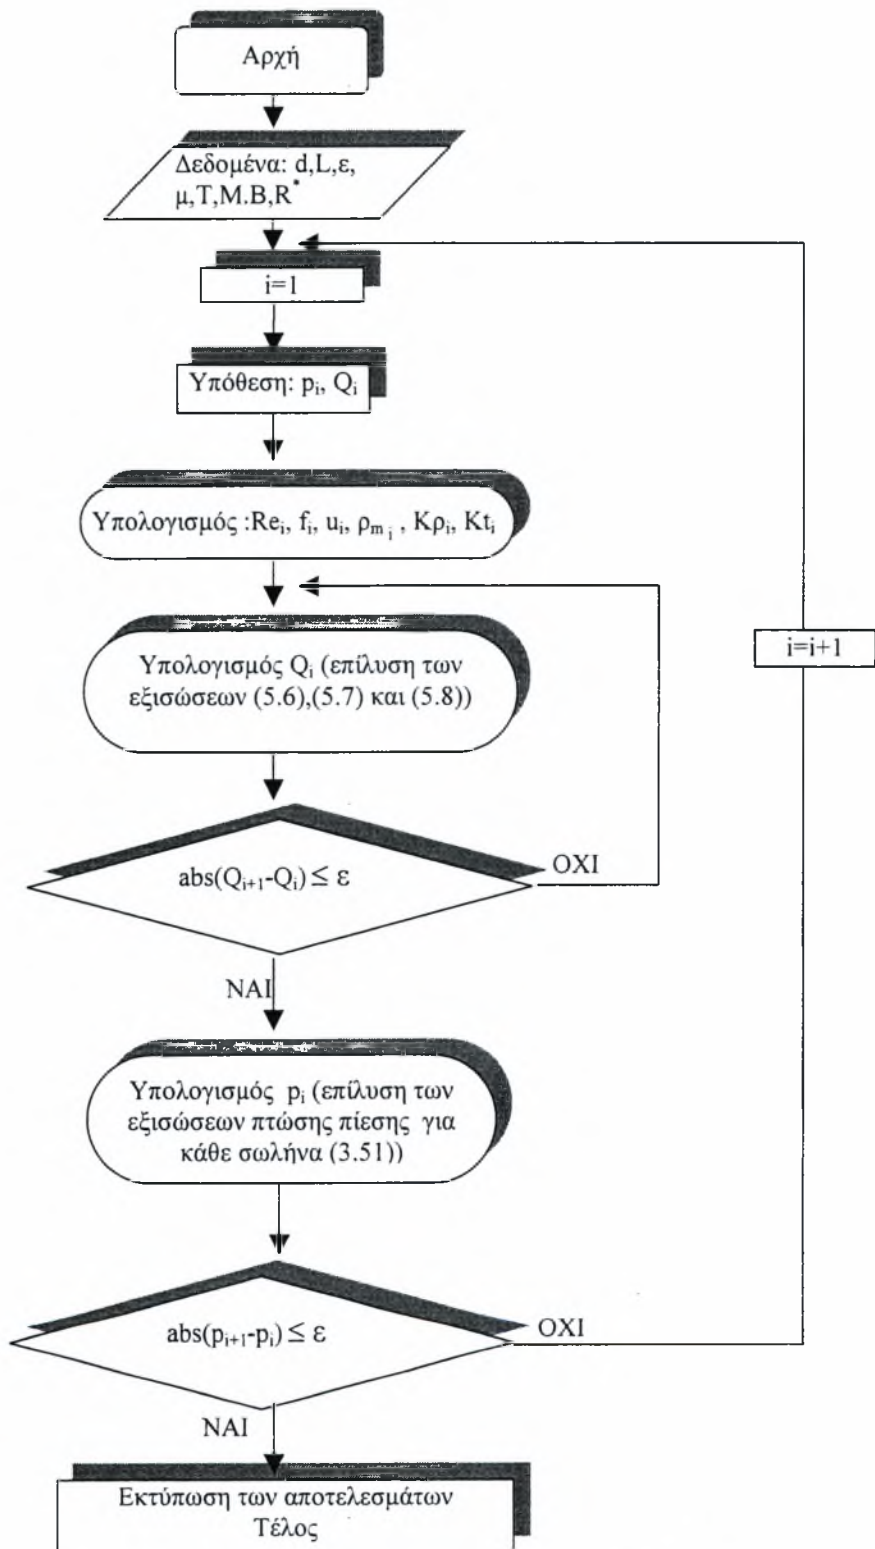 Αρχή
Δεδομένα: d,L,ε,
μ,T,M.B,R*
i=1
Υπόθεση: pᵢ, Qᵢ
Υπολογισμός :Reᵢ, fᵢ, uᵢ, ρₘ ᵢ , Κρᵢ, Ktᵢ
Υπολογισμός Qᵢ (επίλυση των
εξισώσεων (5.6),(5.7) και (5.8))
i=i+1
abs(Qᵢ₊₁-Qᵢ) ≤ ε
ΟΧΙ
ΝΑΙ
Υπολογισμός pᵢ (επίλυση των
εξισώσεων πτώσης πίεσης για
κάθε σωλήνα (3.51))
abs(pᵢ₊₁-pᵢ) ≤ ε
ΟΧΙ
ΝΑΙ
Εκτύπωση των αποτελεσμάτων
Τέλος